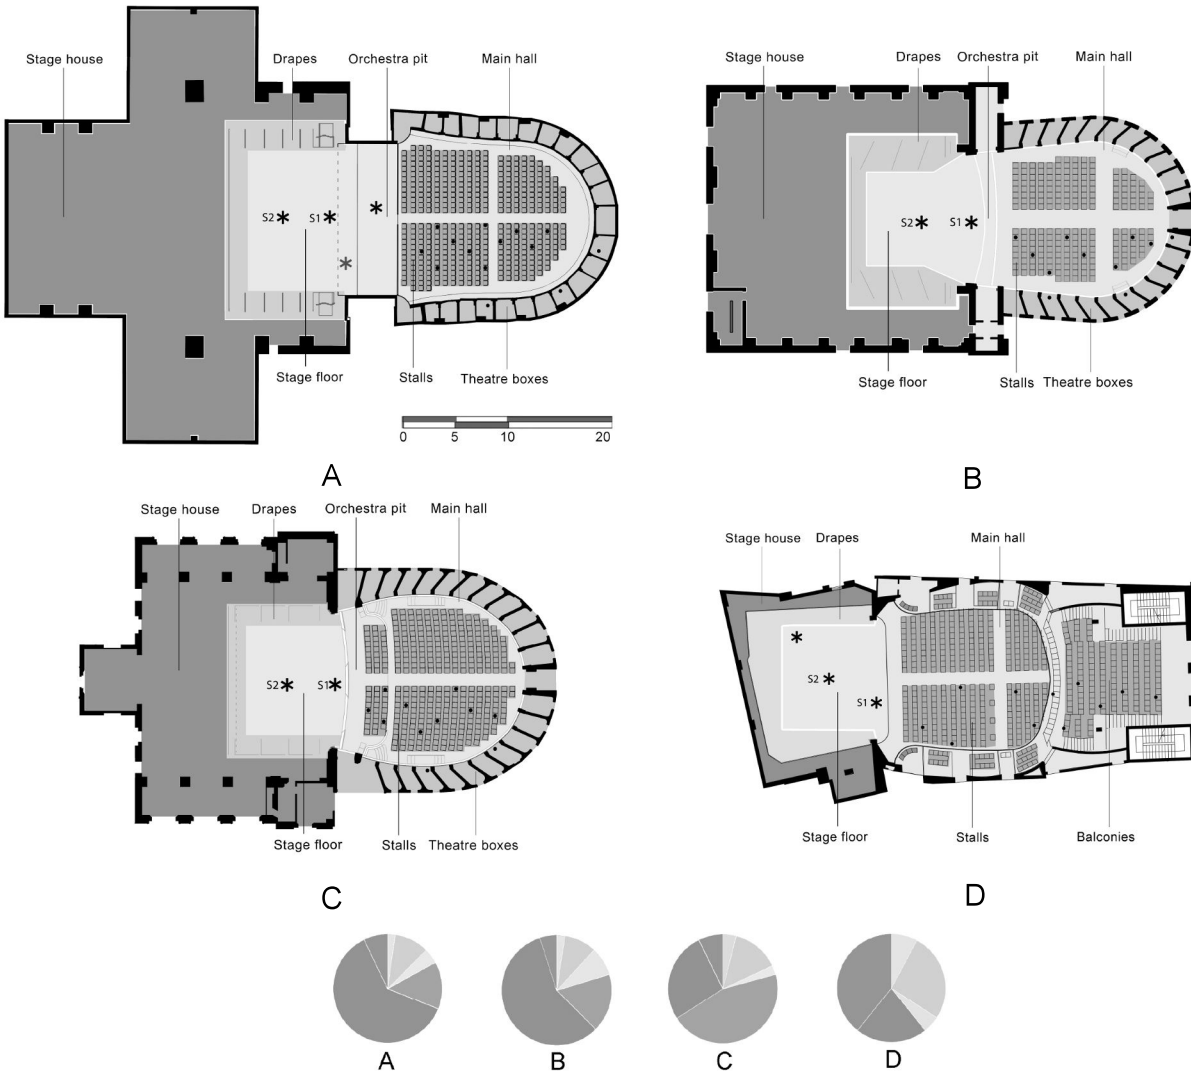 Stage house Drapes Orchestra pit Main hall
S2 S1
Stage floor Stalls Theatre boxes
0 5 10 20
A
Stage house Drapes Orchestra pit Main hall
S2 S1
Stage floor Stalls Theatre boxes
B
Stage house Drapes Orchestra pit Main hall
S2 S1
Stage floor Stalls Theatre boxes
C
Stage house Drapes Main hall
S2
S1
Stage floor Stalls Balconies
D
A B C D